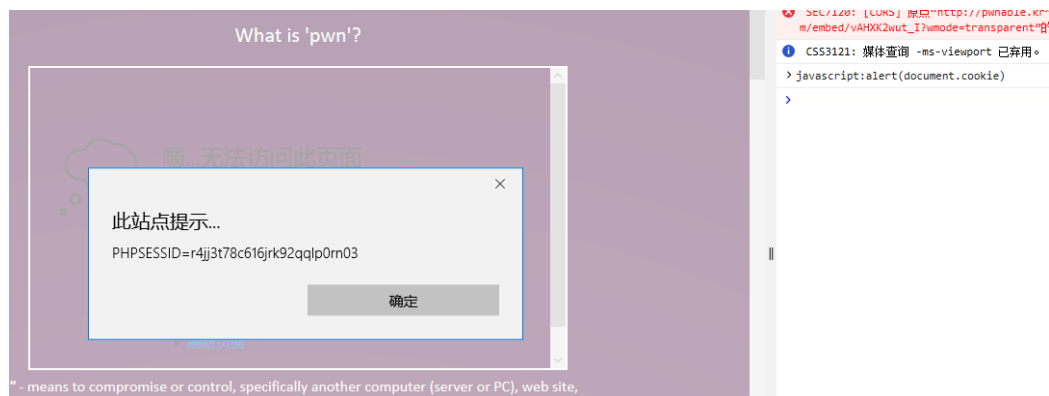 What is 'pwn'?
嗯...无法访问此页面
此站点提示...
PHPSESSID=r4jj3t78c616jrk92qqlp0rn03
确定
" - means to compromise or control, specifically another computer (server or PC), web site,
SEC7120: [CORS] 原点"http://pwnable.kr
m/embed/vAHXK2wut_I?wmode=transparent"的
CSS3121: 媒体查询 -ms-viewport 已弃用。
> javascript:alert(document.cookie)
>